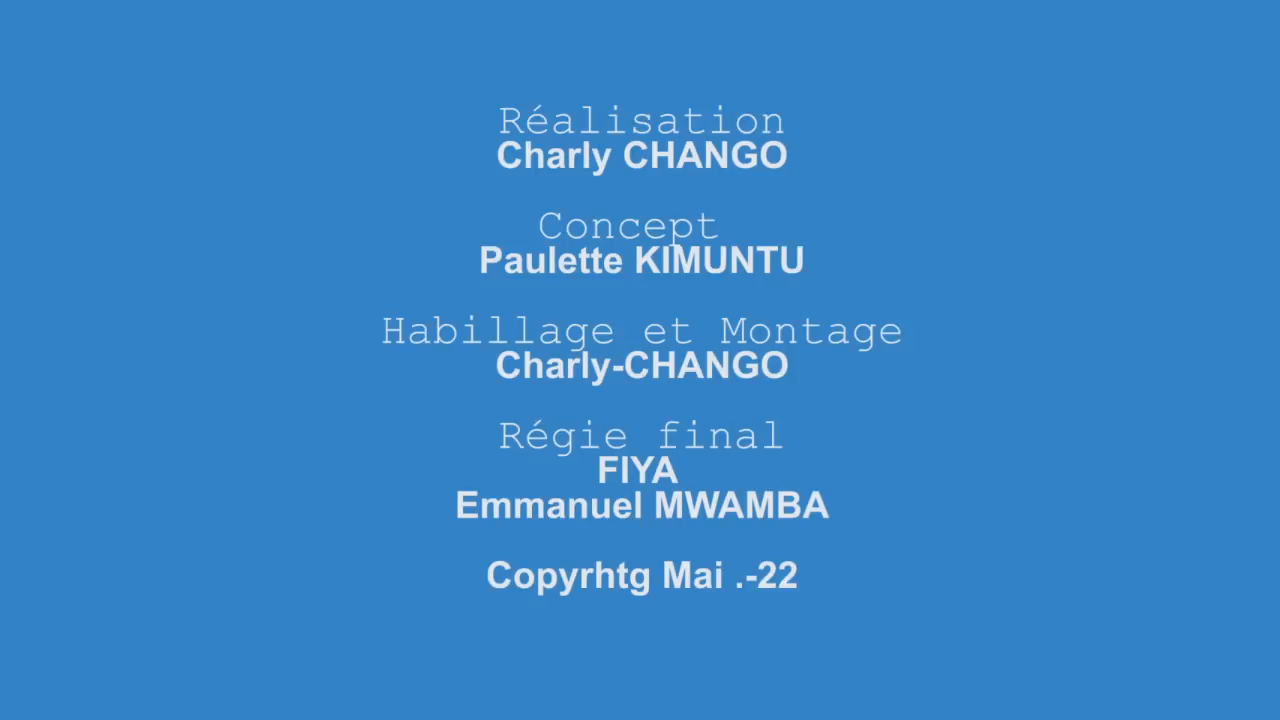 Réalisation
Charly CHANGO
Concept
Paulette KIMUNTU
Habillage et Montage
Charly-CHANGO
Régie final
FIYA
Emmanuel MWAMBA
Copyrhtg Mai .-22